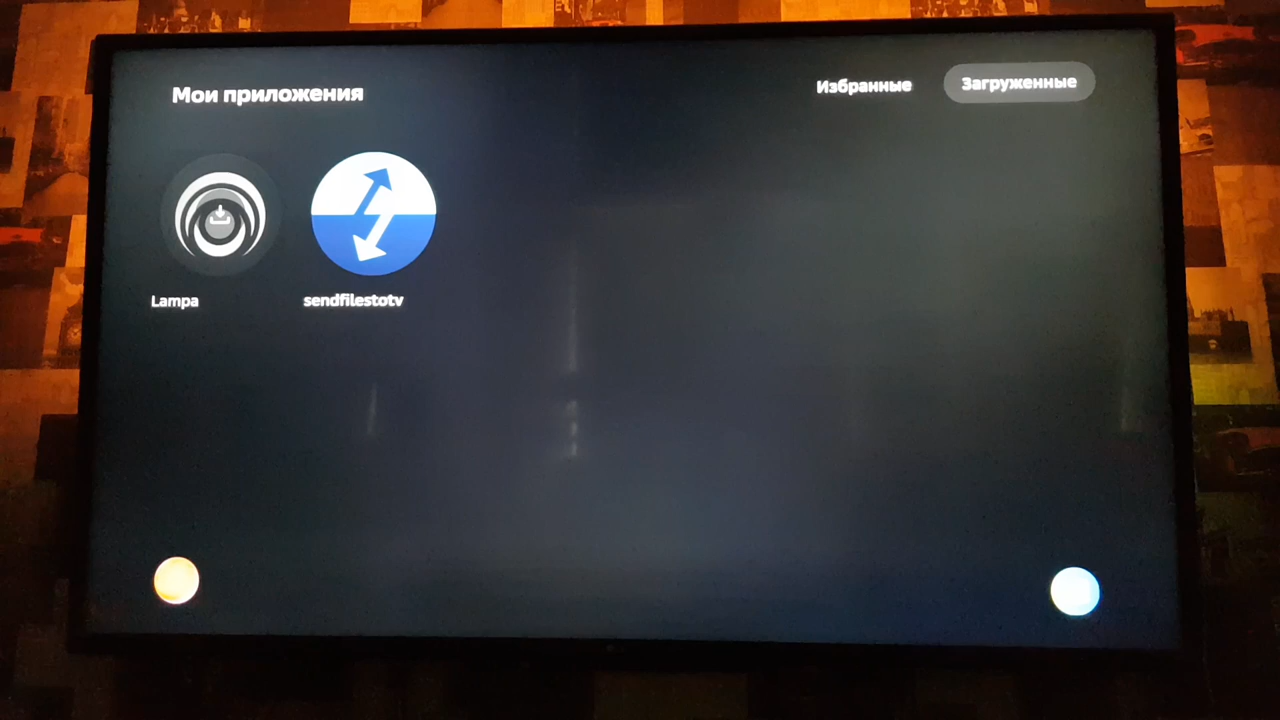 Мои приложения
Избранные
Загруженные
Lampa
sendfilestotv